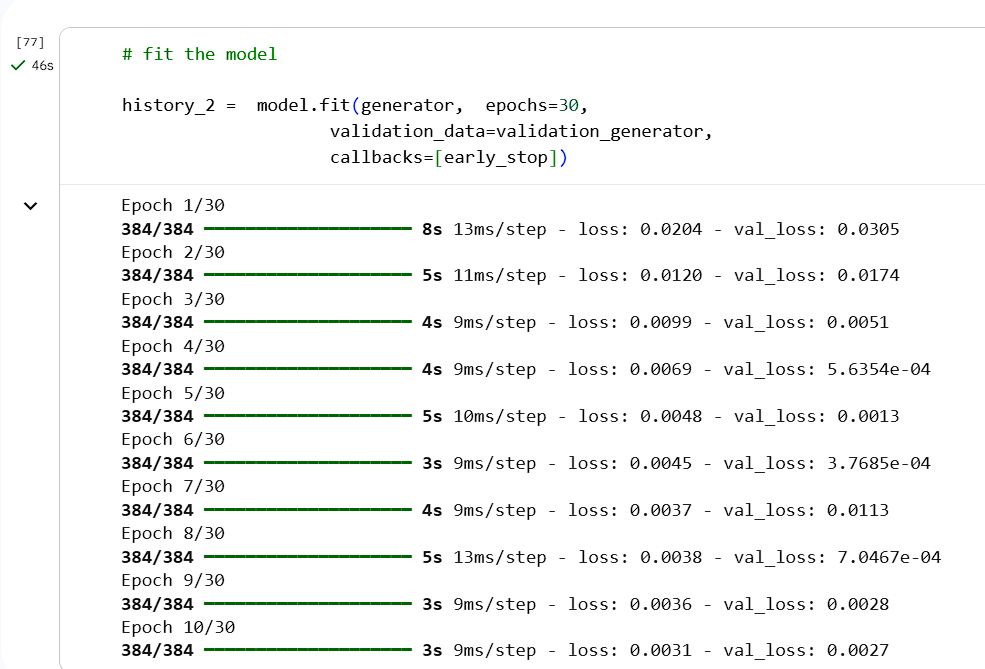 [77]
46s
# fit the model
history_2 =  model.fit(generator,  epochs=30,
validation_data=validation_generator,
callbacks=[early_stop])
Epoch 1/30
384/384 ━━━━━━━━━━━━━━━━━━━━ 8s 13ms/step - loss: 0.0204 - val_loss: 0.0305
Epoch 2/30
384/384 ━━━━━━━━━━━━━━━━━━━━ 5s 11ms/step - loss: 0.0120 - val_loss: 0.0174
Epoch 3/30
384/384 ━━━━━━━━━━━━━━━━━━━━ 4s 9ms/step - loss: 0.0099 - val_loss: 0.0051
Epoch 4/30
384/384 ━━━━━━━━━━━━━━━━━━━━ 4s 9ms/step - loss: 0.0069 - val_loss: 5.6354e-04
Epoch 5/30
384/384 ━━━━━━━━━━━━━━━━━━━━ 5s 10ms/step - loss: 0.0048 - val_loss: 0.0013
Epoch 6/30
384/384 ━━━━━━━━━━━━━━━━━━━━ 3s 9ms/step - loss: 0.0045 - val_loss: 3.7685e-04
Epoch 7/30
384/384 ━━━━━━━━━━━━━━━━━━━━ 4s 9ms/step - loss: 0.0037 - val_loss: 0.0113
Epoch 8/30
384/384 ━━━━━━━━━━━━━━━━━━━━ 5s 13ms/step - loss: 0.0038 - val_loss: 7.0467e-04
Epoch 9/30
384/384 ━━━━━━━━━━━━━━━━━━━━ 3s 9ms/step - loss: 0.0036 - val_loss: 0.0028
Epoch 10/30
384/384 ━━━━━━━━━━━━━━━━━━━━ 3s 9ms/step - loss: 0.0031 - val_loss: 0.0027